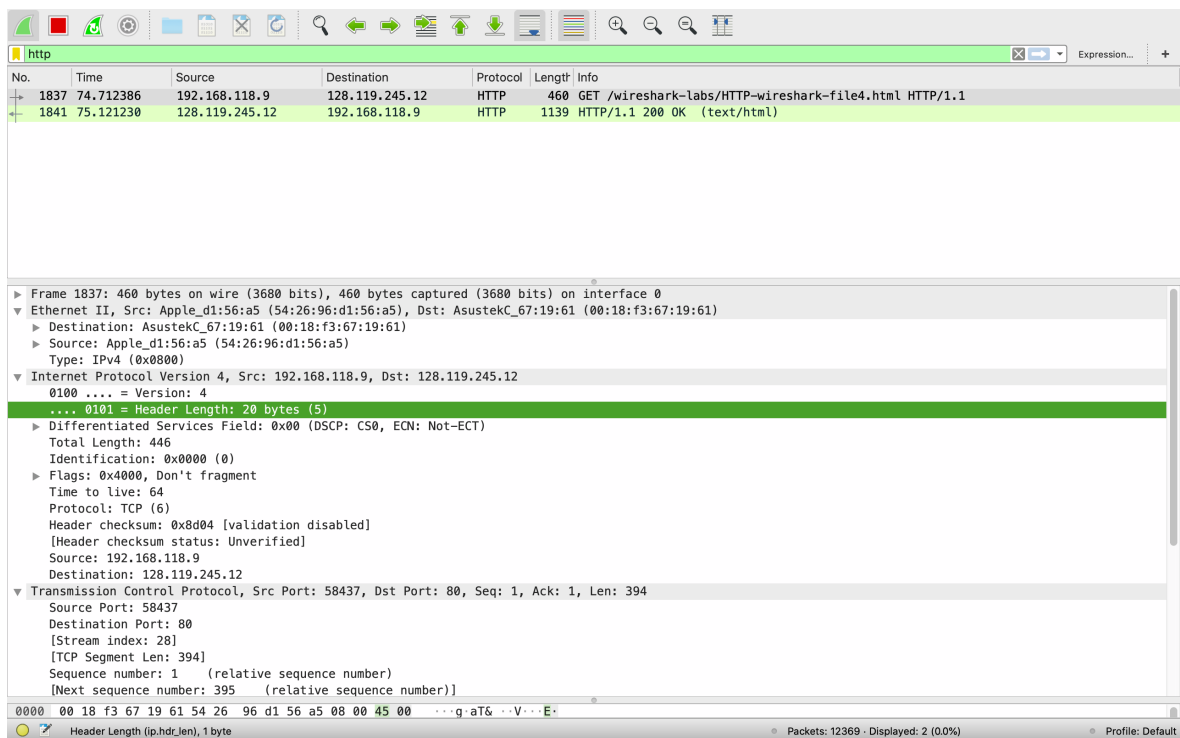 http
Expression...
+
No. Time Source Destination Protocol Length Info
1837 74.712386 192.168.118.9 128.119.245.12 HTTP 460 GET /wireshark-labs/HTTP-wireshark-file4.html HTTP/1.1
1841 75.121230 128.119.245.12 192.168.118.9 HTTP 1139 HTTP/1.1 200 OK (text/html)
Frame 1837: 460 bytes on wire (3680 bits), 460 bytes captured (3680 bits) on interface 0
Ethernet II, Src: Apple_d1:56:a5 (54:26:96:d1:56:a5), Dst: AsustekC_67:19:61 (00:18:f3:67:19:61)
Destination: AsustekC_67:19:61 (00:18:f3:67:19:61)
Source: Apple_d1:56:a5 (54:26:96:d1:56:a5)
Type: IPv4 (0x0800)
Internet Protocol Version 4, Src: 192.168.118.9, Dst: 128.119.245.12
0100 .... = Version: 4
.... 0101 = Header Length: 20 bytes (5)
Differentiated Services Field: 0x00 (DSCP: CS0, ECN: Not-ECT)
Total Length: 446
Identification: 0x0000 (0)
Flags: 0x4000, Don't fragment
Time to live: 64
Protocol: TCP (6)
Header checksum: 0x8d04 [validation disabled]
[Header checksum status: Unverified]
Source: 192.168.118.9
Destination: 128.119.245.12
Transmission Control Protocol, Src Port: 58437, Dst Port: 80, Seq: 1, Ack: 1, Len: 394
Source Port: 58437
Destination Port: 80
[Stream index: 28]
[TCP Segment Len: 394]
Sequence number: 1 (relative sequence number)
[Next sequence number: 395 (relative sequence number)]
0000 00 18 f3 67 19 61 54 26 96 d1 56 a5 08 00 45 00 ···g·aT& ··V···E·
Header Length (ip.hdr_len), 1 byte
Packets: 12369 · Displayed: 2 (0.0%)
Profile: Default